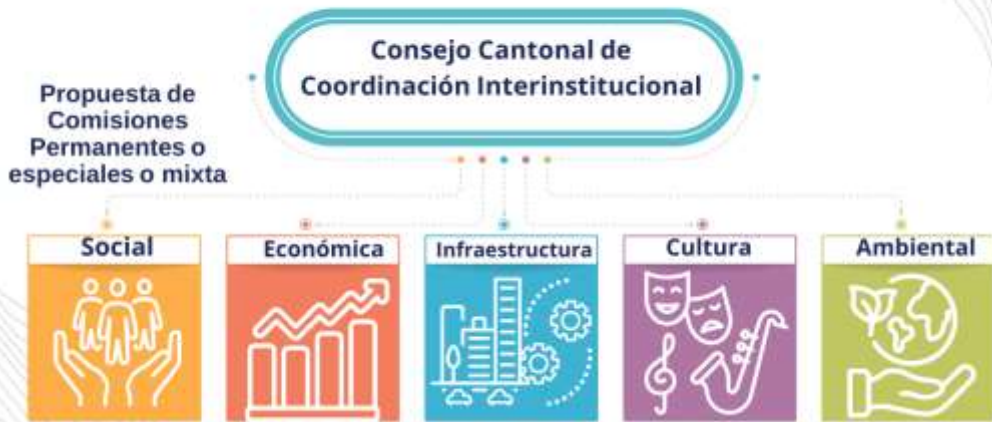 Consejo Cantonal de
Coordinación Interinstitucional
Propuesta de
Comisiones
Permanentes o
especiales o mixta
Social
Económica
Infraestructura
Cultura
Ambiental